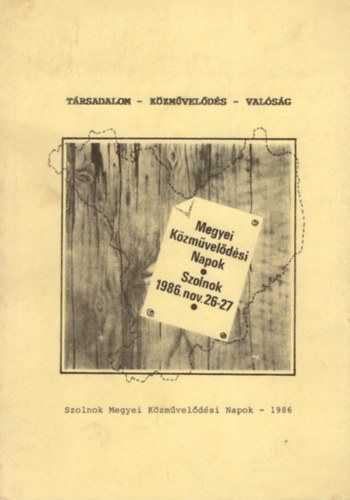 TÁRSADALOM - KÖZMŰVELŐDÉS - VALÓSÁG
Megyei
Közművelődési
Napok
•
Szolnok
1986. nov. 26-27
•
Szolnok Megyei Közművelődési Napok - 1986